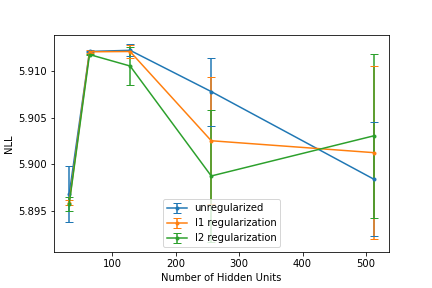 5.910
5.905
5.900
5.895
NLL
100
200
300
400
500
Number of Hidden Units
unregularized
l1 regularization
l2 regularization